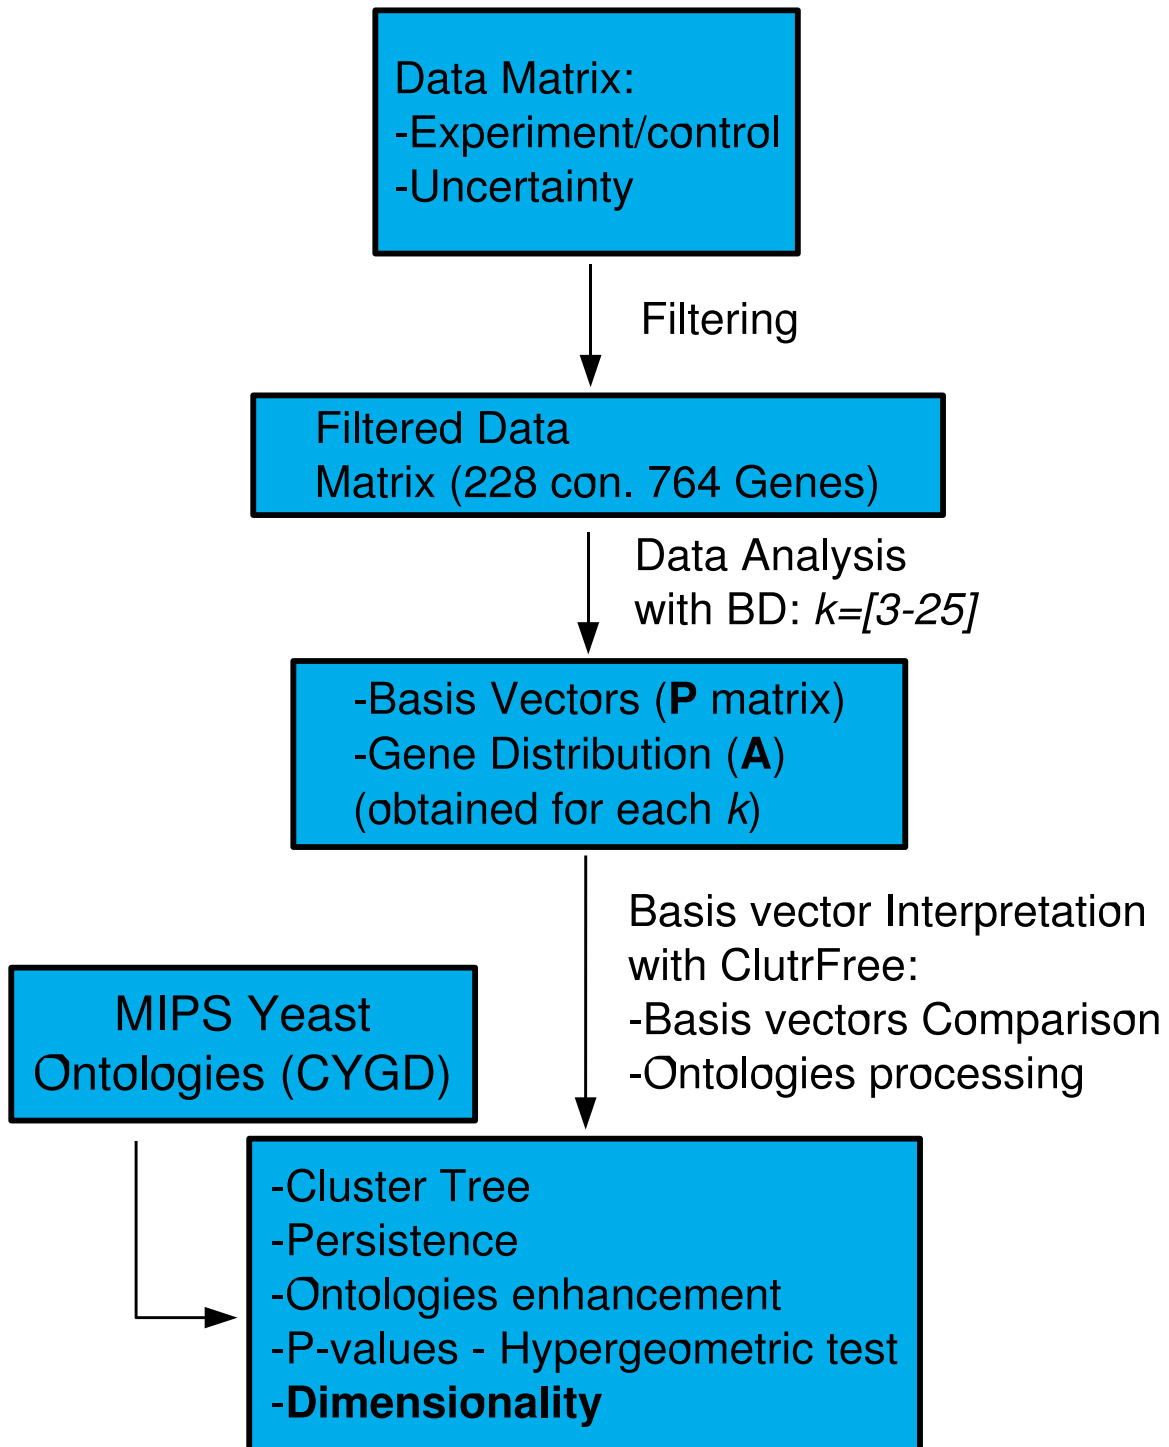 Data Matrix:
-Experiment/control
-Uncertainty
Filtering
Filtered Data
Matrix (228 con. 764 Genes)
Data Analysis
with BD: k=[3-25]
-Basis Vectors (P matrix)
-Gene Distribution (A)
(obtained for each k)
Basis vector Interpretation
with ClutrFree:
-Basis vectors Comparison
-Ontologies processing
MIPS Yeast
Ontologies (CYGD)
-Cluster Tree
-Persistence
-Ontologies enhancement
-P-values - Hypergeometric test
-Dimensionality